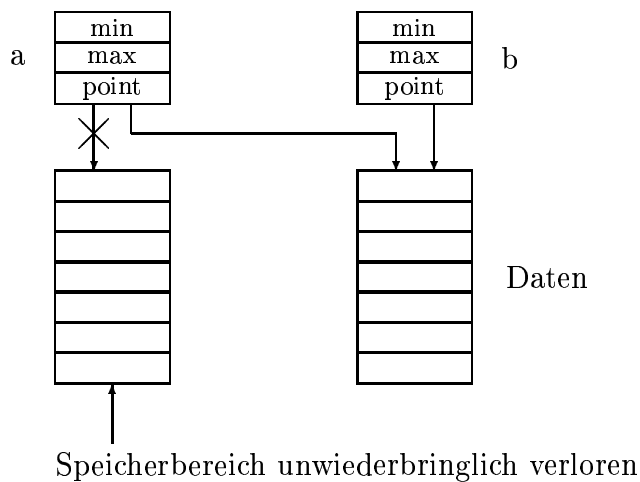 a
min
max
point
min
max
point
b
Daten
Speicherbereich unwiederbringlich verloren